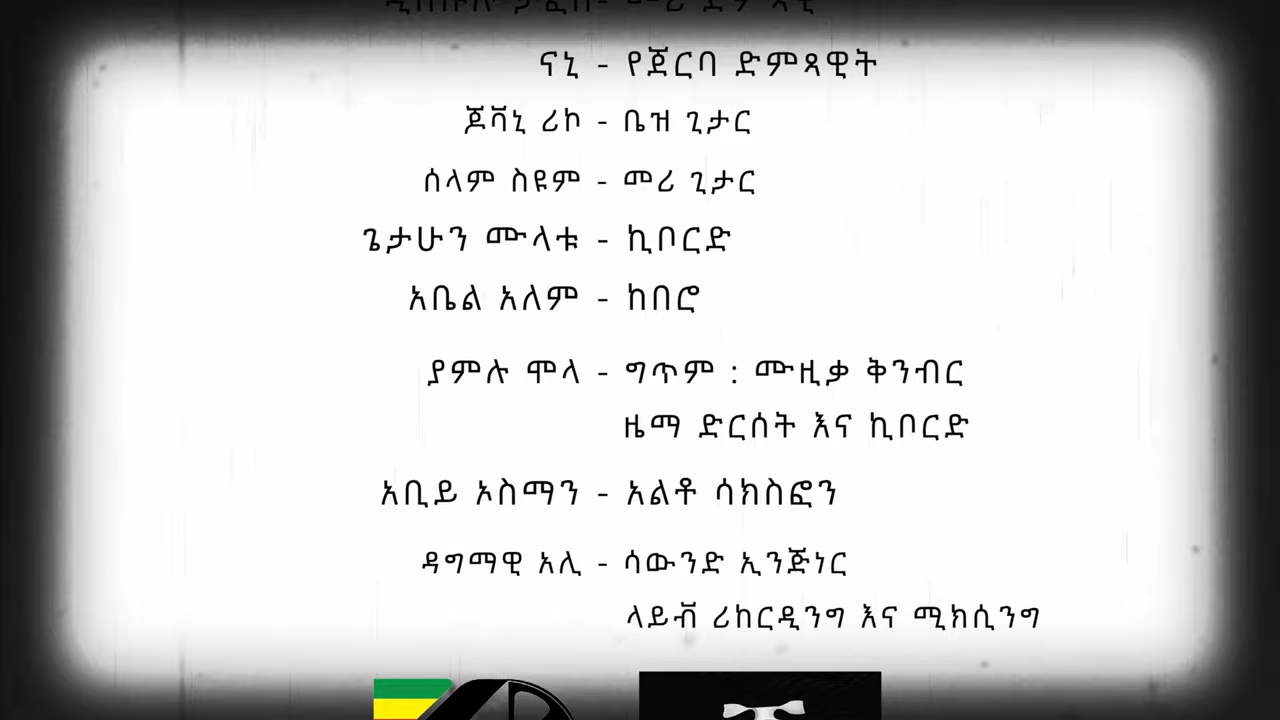 ናኒ - የጀርባ ድምጻዊት
ጆቫኒ ሪኮ - ቤዝ ጊታር
ሰላም ስዩም - መሪ ጊታር
ጌታሁን ሙላቱ - ኪቦርድ
አቤል አለም - ከበሮ
ያምሉ ሞላ - ግጥም : ሙዚቃ ቅንብር
ዜማ ድርሰት እና ኪቦርድ
አቢይ ኦስማን - አልቶ ሳክስፎን
ዳግማዊ አሊ - ሳውንድ ኢንጅነር
ላይቭ ሪከርዲንግ እና ሚክሲንግ